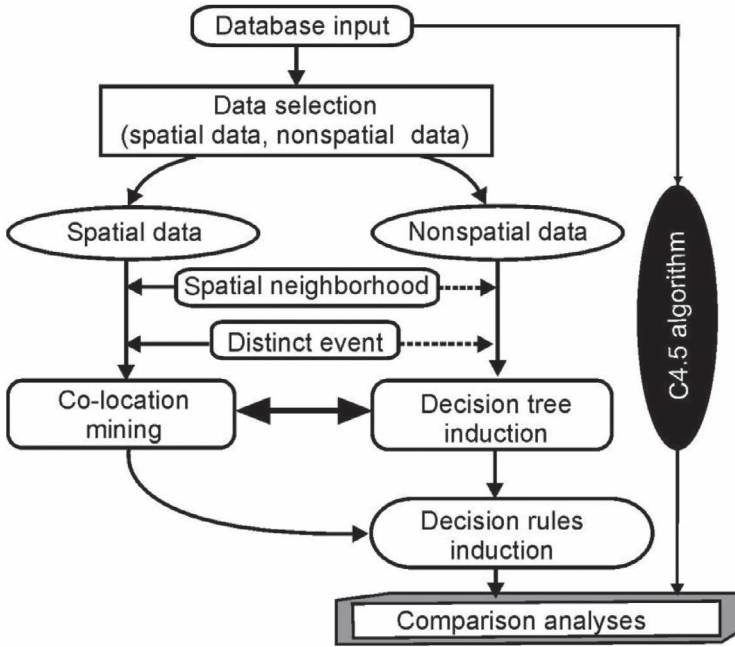 Database input
Data selection
(spatial data, nonspatial data)
Spatial data
Nonspatial data
Spatial neighborhood
Distinct event
C4.5 algorithm
Co-location
mining
Decision tree
induction
Decision rules
induction
Comparison analyses